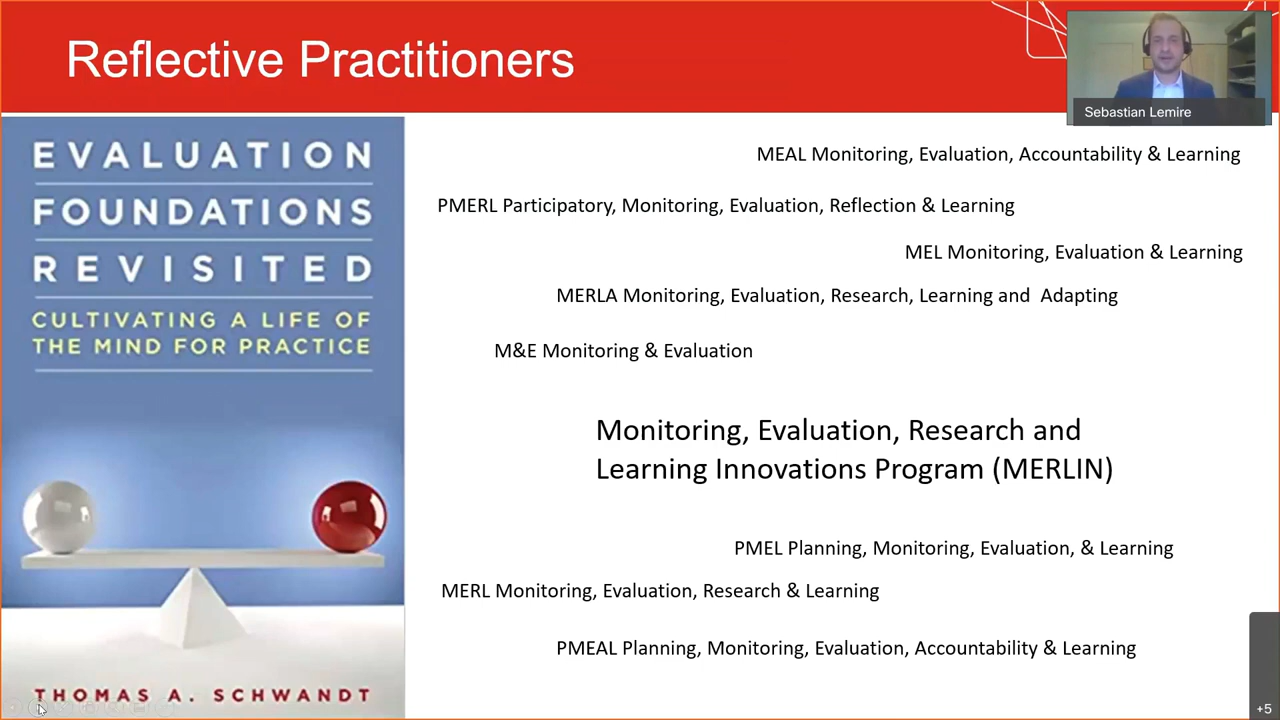 Reflective Practitioners
Sebastian Lemire
EVALUATION
FOUNDATIONS
REVISITED
CULTIVATING A LIFE OF
THE MIND FOR PRACTICE
THOMAS A. SCHWANDT
MEAL Monitoring, Evaluation, Accountability & Learning
PMERL Participatory, Monitoring, Evaluation, Reflection & Learning
MEL Monitoring, Evaluation & Learning
MERLA Monitoring, Evaluation, Research, Learning and Adapting
M&E Monitoring & Evaluation
Monitoring, Evaluation, Research and
Learning Innovations Program (MERLIN)
PMEL Planning, Monitoring, Evaluation, & Learning
MERL Monitoring, Evaluation, Research & Learning
PMEAL Planning, Monitoring, Evaluation, Accountability & Learning
+5